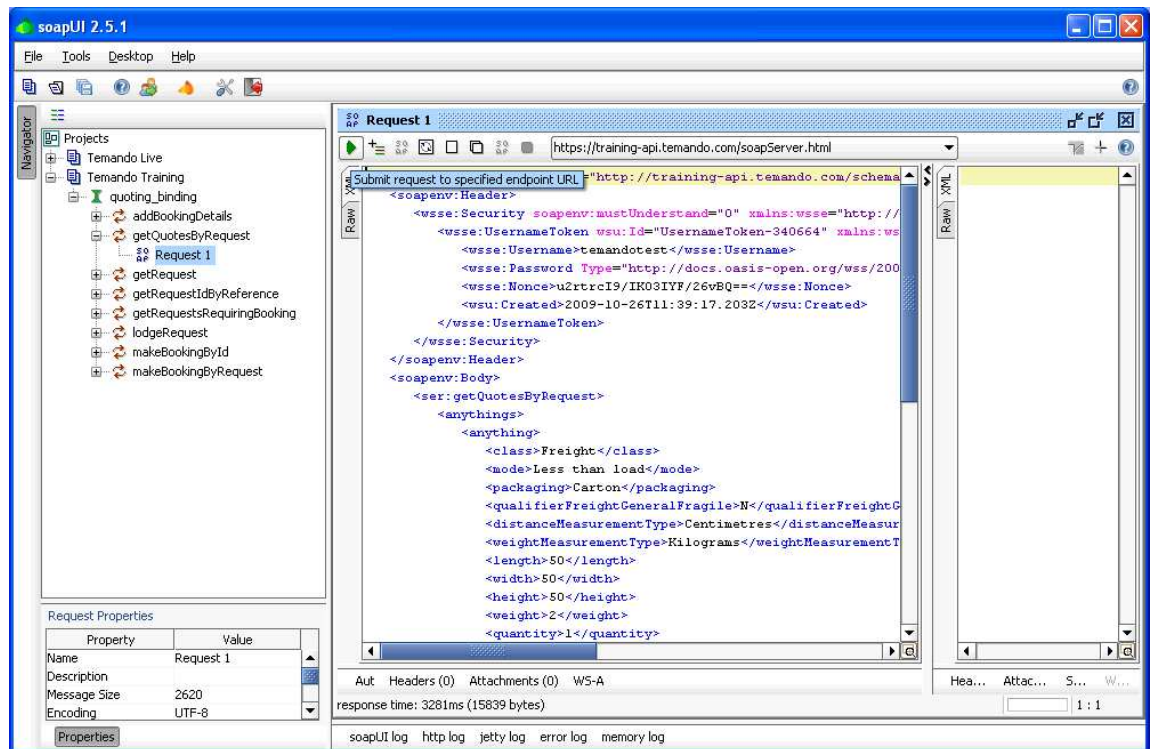 soapUI 2.5.1
File Tools Desktop Help
Navigator
Projects
Temando Live
Temando Training
quoting_binding
addBookingDetails
getQuotesByRequest
Request 1
getRequest
getRequestIdByReference
getRequestsRequiringBooking
lodgeRequest
makeBookingById
makeBookingByRequest
Request Properties
Property Value
Name Request 1
Description
Message Size 2620
Encoding UTF-8
Properties
Request 1
https://training-api.temando.com/soapServer.html
Submit request to specified endpoint URL
="http://training-api.temando.com/schema
XML
Raw
<soapenv:Header>
<wsse:Security soapenv:mustUnderstand="0" xmlns:wsse="http://
<wsse:UsernameToken wsu:Id="UsernameToken-340664" xmlns:ws
<wsse:Username>temandotest</wsse:Username>
<wsse:Password Type="http://docs.oasis-open.org/wss/200
<wsse:Nonce>u2rtrcI9/IKO3IYF/26vBQ==</wsse:Nonce>
<wsu:Created>2009-10-26T11:39:17.203Z</wsu:Created>
</wsse:UsernameToken>
</wsse:Security>
</soapenv:Header>
<soapenv:Body>
<ser:getQuotesByRequest>
<anythings>
<anything>
<class>Freight</class>
<mode>Less than load</mode>
<packaging>Carton</packaging>
<qualifierFreightGeneralFragile>N</qualifierFreightG
<distanceMeasurementType>Centimetres</distanceMeasur
<weightMeasurementType>Kilograms</weightMeasurementT
<length>50</length>
<width>50</width>
<height>50</height>
<weight>2</weight>
<quantity>1</quantity>
XML
Raw
Aut Headers (0) Attachments (0) WS-A
Hea... Attac... S... W...
response time: 3281ms (15839 bytes)
1 : 1
soapUI log http log jetty log error log memory log